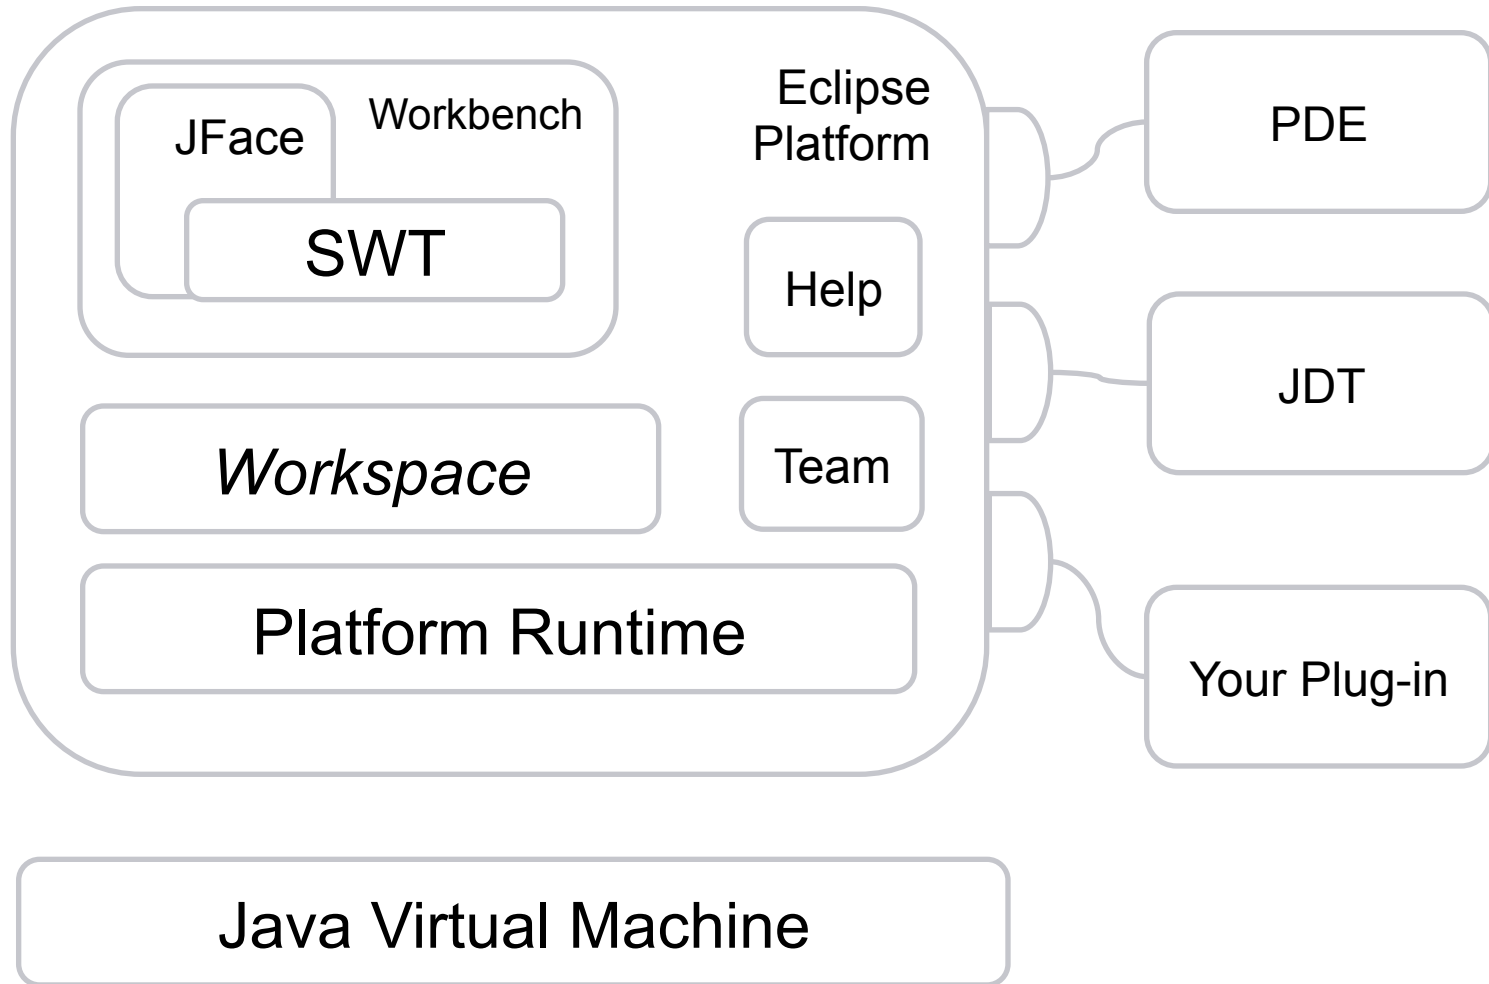 JFace
Workbench
SWT
Eclipse
Platform
Help
Workspace
Team
Platform Runtime
PDE
JDT
Your Plug-in
Java Virtual Machine